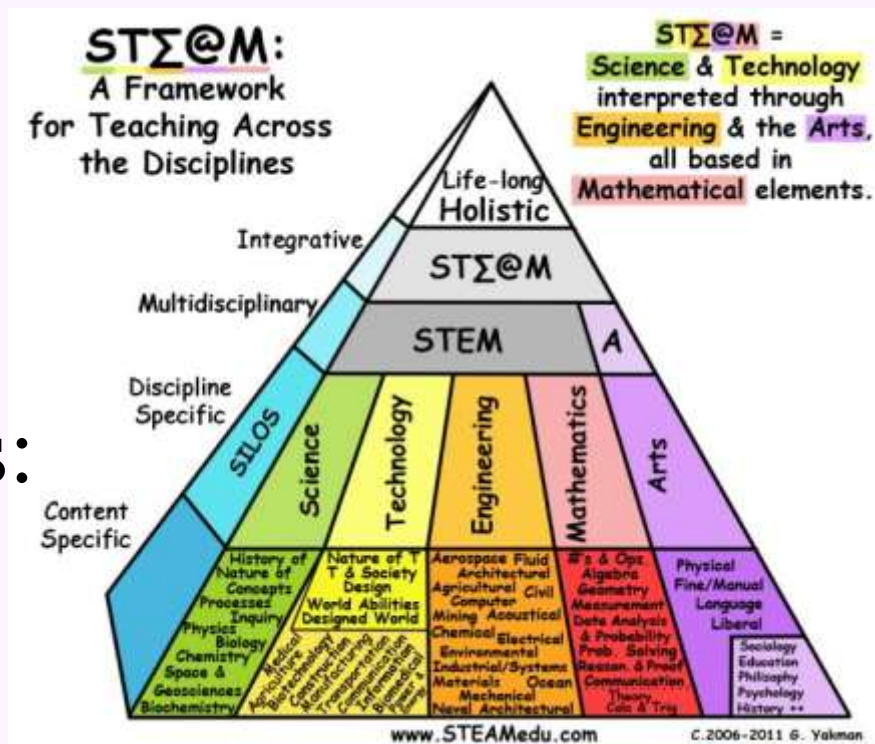 STΣ@M:
A Framework
for Teaching Across
the Disciplines
STΣ@M =
Science & Technology
interpreted through
Engineering & the Arts,
all based in
Mathematical elements.
Life-long
Holistic
Integrative
STΣ@M
Multidisciplinary
STEM
A
Discipline
Specific
SILOS
Science
Technology
Engineering
Mathematics
Arts
s:
Content
Specific
History of
Nature of
Concepts
Processes
Inquiry
Physics
Biology
Chemistry
Space &
Geosciences
Biochemistry
Nature of T
T & Society
Design
World Abilities
Designed World
Medical
Agriculture
Biotechnology
Construction
Manufacturing
Transportation
Communication
Information
Biomedical
Power &
Energy
Aerospace Fluid
Architectural
Agricultural Civil
Computer
Mining Acoustical
Chemical Electrical
Environmental
Industrial/Systems
Materials Ocean
Mechanical
Naval Architectural
#'s & Ops
Algebra
Geometry
Measurement
Data Analysis
& Probability
Prob. Solving
Reason. & Proof
Communication
Theory
Calc & Trig
Physical
Fine/Manual
Language
Liberal
Sociology
Education
Philisophy
Psychology
History ++
www.STEAMedu.com
C.2006-2011 G. Yakman